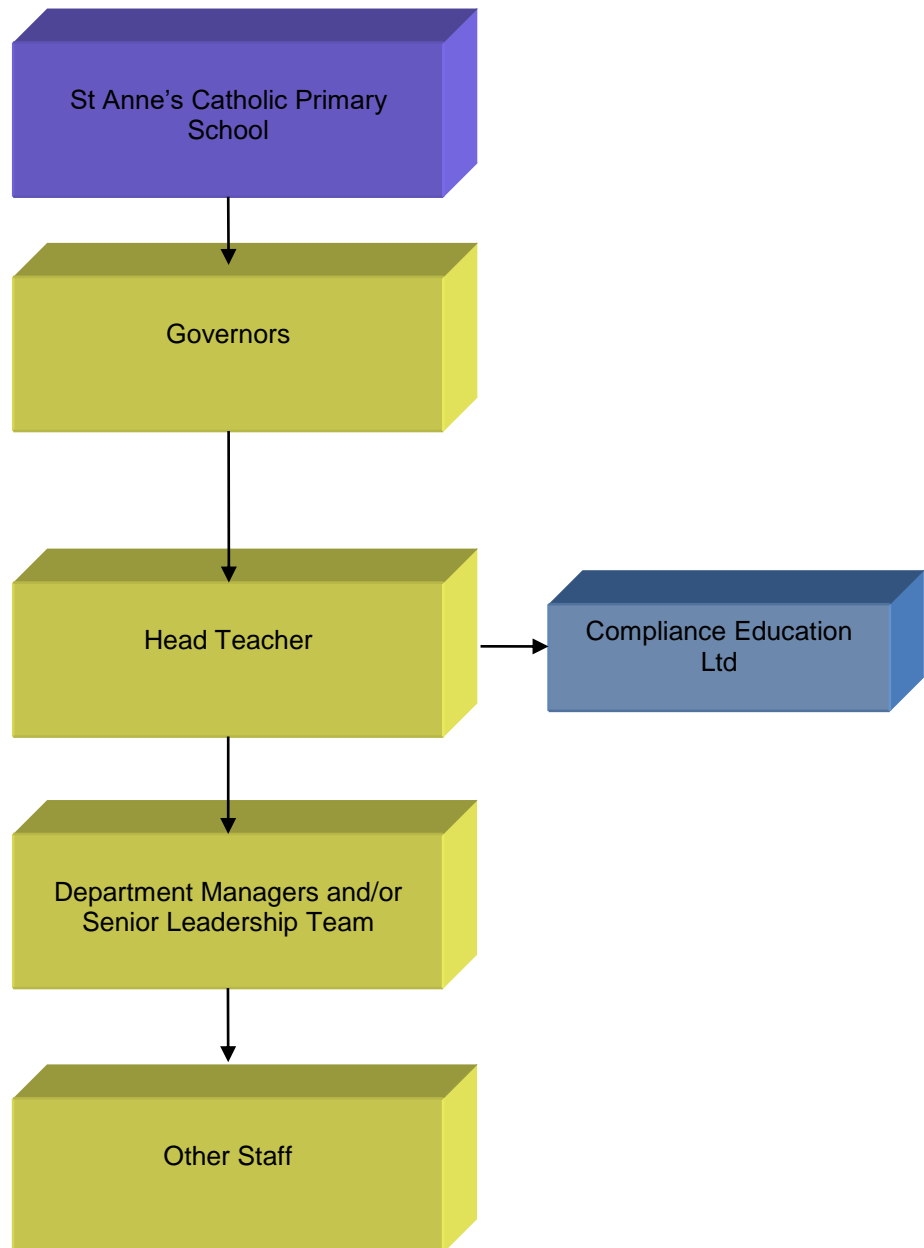 St Anne’s Catholic Primary
School
Governors
Head Teacher
Compliance Education
Ltd
Department Managers and/or
Senior Leadership Team
Other Staff